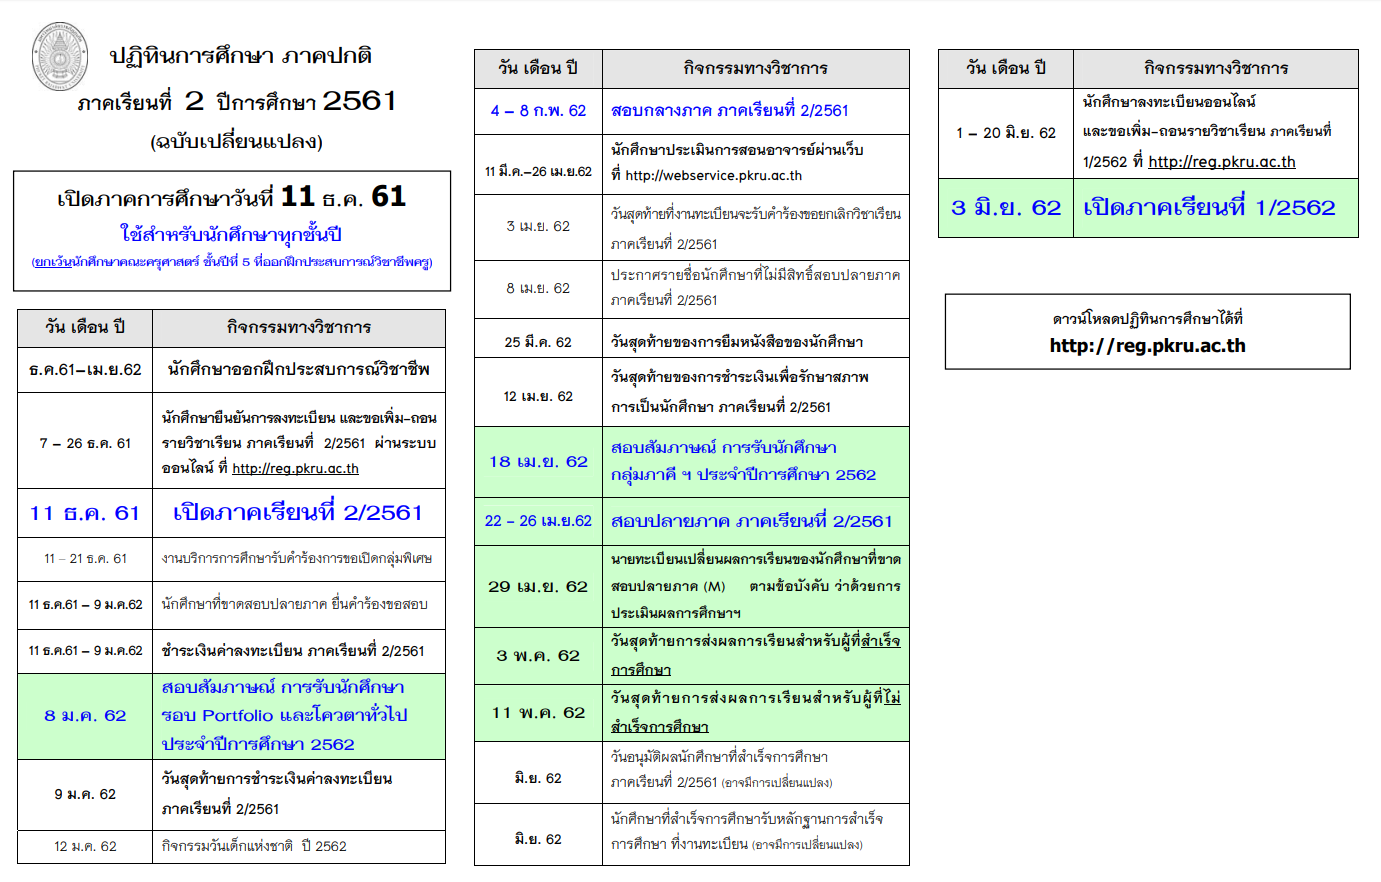 ปฏิทินการศึกษา ภาคปกติ
ภาคเรียนที่ 2 ปีการศึกษา 2561
(ฉบับเปลี่ยนแปลง)
เปิดภาคการศึกษาวันที่ 11 ธ.ค. 61
ใช้สำหรับนักศึกษาทุกชั้นปี
(ยกเว้นนักศึกษาคณะครุศาสตร์ ชั้นปีที่ 5 ที่ออกฝึกประสบการณ์วิชาชีพครู)
วัน เดือน ปี กิจกรรมทางวิชาการ
ธ.ค.61–เม.ย.62 นักศึกษาออกฝึกประสบการณ์วิชาชีพ
7 – 26 ธ.ค. 61 นักศึกษายืนยันการลงทะเบียน และขอเพิ่ม-ถอน
รายวิชาเรียน ภาคเรียนที่ 2/2561 ผ่านระบบ
ออนไลน์ ที่ http://reg.pkru.ac.th
11 ธ.ค. 61 เปิดภาคเรียนที่ 2/2561
11 – 21 ธ.ค. 61 งานบริการการศึกษารับคำร้องการขอเปิดกลุ่มพิเศษ
11 ธ.ค.61 – 9 ม.ค.62 นักศึกษาที่ขาดสอบปลายภาค ยื่นคำร้องขอสอบ
11 ธ.ค.61 – 9 ม.ค.62 ชำระเงินค่าลงทะเบียน ภาคเรียนที่ 2/2561
8 ม.ค. 62 สอบสัมภาษณ์ การรับนักศึกษา
รอบ Portfolio และโควตาทั่วไป
ประจำปีการศึกษา 2562
9 ม.ค. 62 วันสุดท้ายการชำระเงินค่าลงทะเบียน
ภาคเรียนที่ 2/2561
12 ม.ค. 62 กิจกรรมวันเด็กแห่งชาติ ปี 2562
วัน เดือน ปี กิจกรรมทางวิชาการ
4 – 8 ก.พ. 62 สอบกลางภาค ภาคเรียนที่ 2/2561
11 มี.ค.–26 เม.ย.62 นักศึกษาประเมินการสอนอาจารย์ผ่านเว็บ
ที่ http://webservice.pkru.ac.th
3 เม.ย. 62 วันสุดท้ายที่งานทะเบียนจะรับคำร้องขอยกเลิกวิชาเรียน
ภาคเรียนที่ 2/2561
8 เม.ย. 62 ประกาศรายชื่อนักศึกษาที่ไม่มีสิทธิ์สอบปลายภาค
ภาคเรียนที่ 2/2561
25 มี.ค. 62 วันสุดท้ายของการยืมหนังสือของนักศึกษา
12 เม.ย. 62 วันสุดท้ายของการชำระเงินเพื่อรักษาสภาพ
การเป็นนักศึกษา ภาคเรียนที่ 2/2561
18 เม.ย. 62 สอบสัมภาษณ์ การรับนักศึกษา
กลุ่มภาคี ฯ ประจำปีการศึกษา 2562
22 – 26 เม.ย.62 สอบปลายภาค ภาคเรียนที่ 2/2561
29 เม.ย. 62 นายทะเบียนเปลี่ยนผลการเรียนของนักศึกษาที่ขาด
สอบปลายภาค (M) ตามข้อบังคับ ว่าด้วยการ
ประเมินผลการศึกษาฯ
3 พ.ค. 62 วันสุดท้ายการส่งผลการเรียนสำหรับผู้ที่สำเร็จ
การศึกษา
11 พ.ค. 62 วันสุดท้ายการส่งผลการเรียนสำหรับผู้ที่ไม่
สำเร็จการศึกษา
มิ.ย. 62 วันอนุมัติผลนักศึกษาที่สำเร็จการศึกษา
ภาคเรียนที่ 2/2561 (อาจมีการเปลี่ยนแปลง)
มิ.ย. 62 นักศึกษาที่สำเร็จการศึกษารับหลักฐานการสำเร็จ
การศึกษา ที่งานทะเบียน (อาจมีการเปลี่ยนแปลง)
วัน เดือน ปี กิจกรรมทางวิชาการ
1 – 20 มิ.ย. 62 นักศึกษาลงทะเบียนออนไลน์
และขอเพิ่ม-ถอนรายวิชาเรียน ภาคเรียนที่
1/2562 ที่ http://reg.pkru.ac.th
3 มิ.ย. 62 เปิดภาคเรียนที่ 1/2562
ดาวน์โหลดปฏิทินการศึกษาได้ที่
http://reg.pkru.ac.th